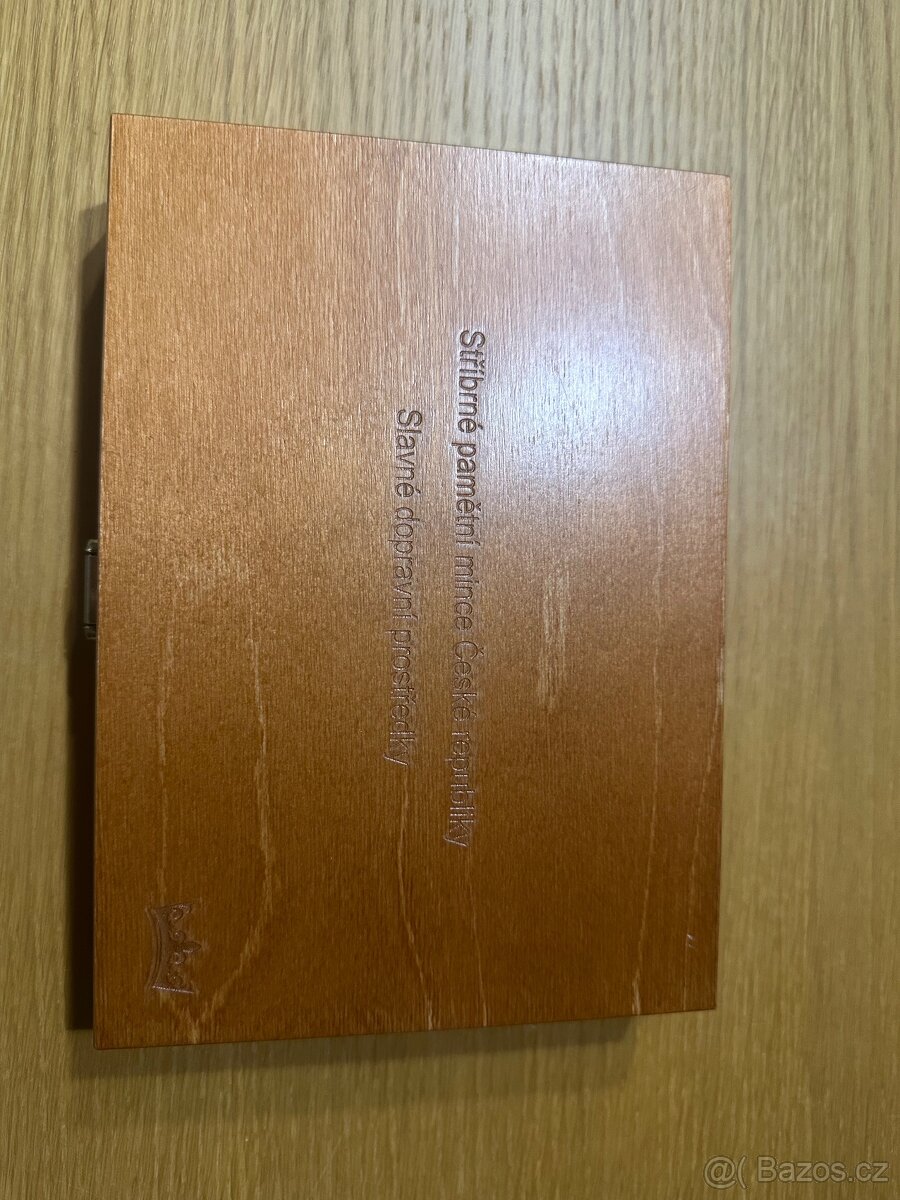 Stříbrné pamětní mince České republiky
Slavné dopravní prostředky
@( Bazos.cz